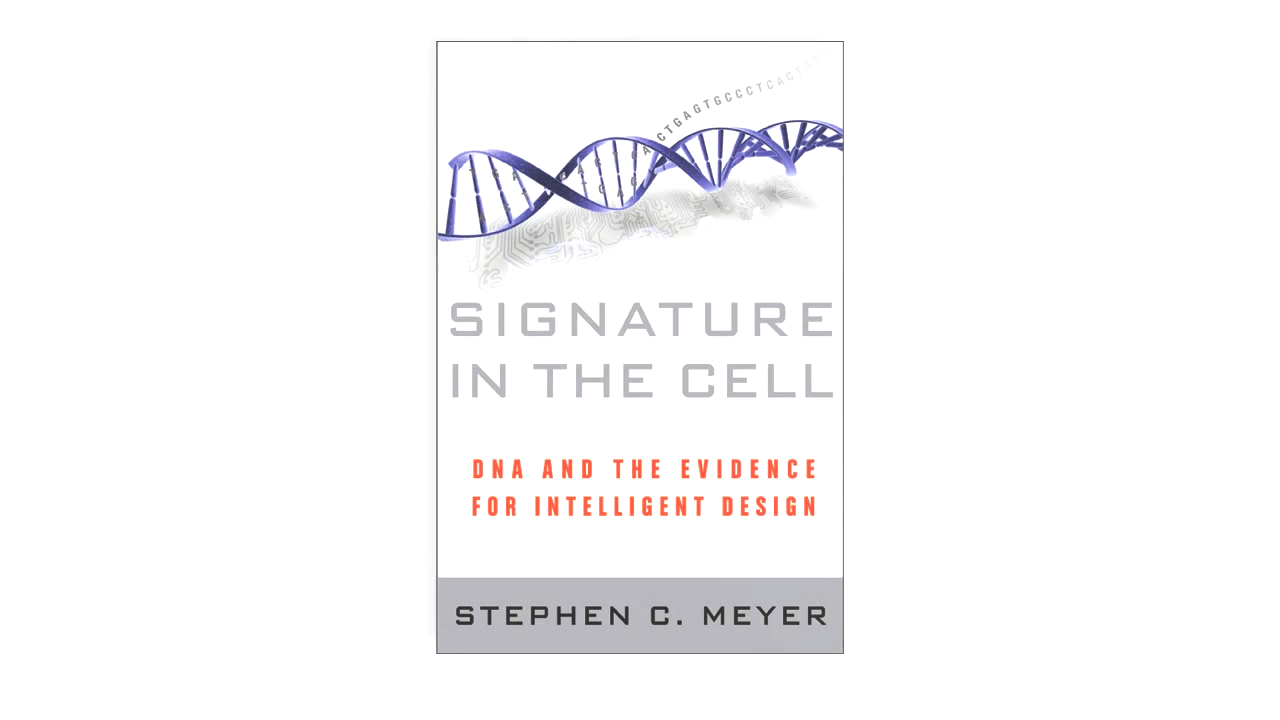 SIGNATURE
IN THE CELL
DNA AND THE EVIDENCE
FOR INTELLIGENT DESIGN
STEPHEN C. MEYER